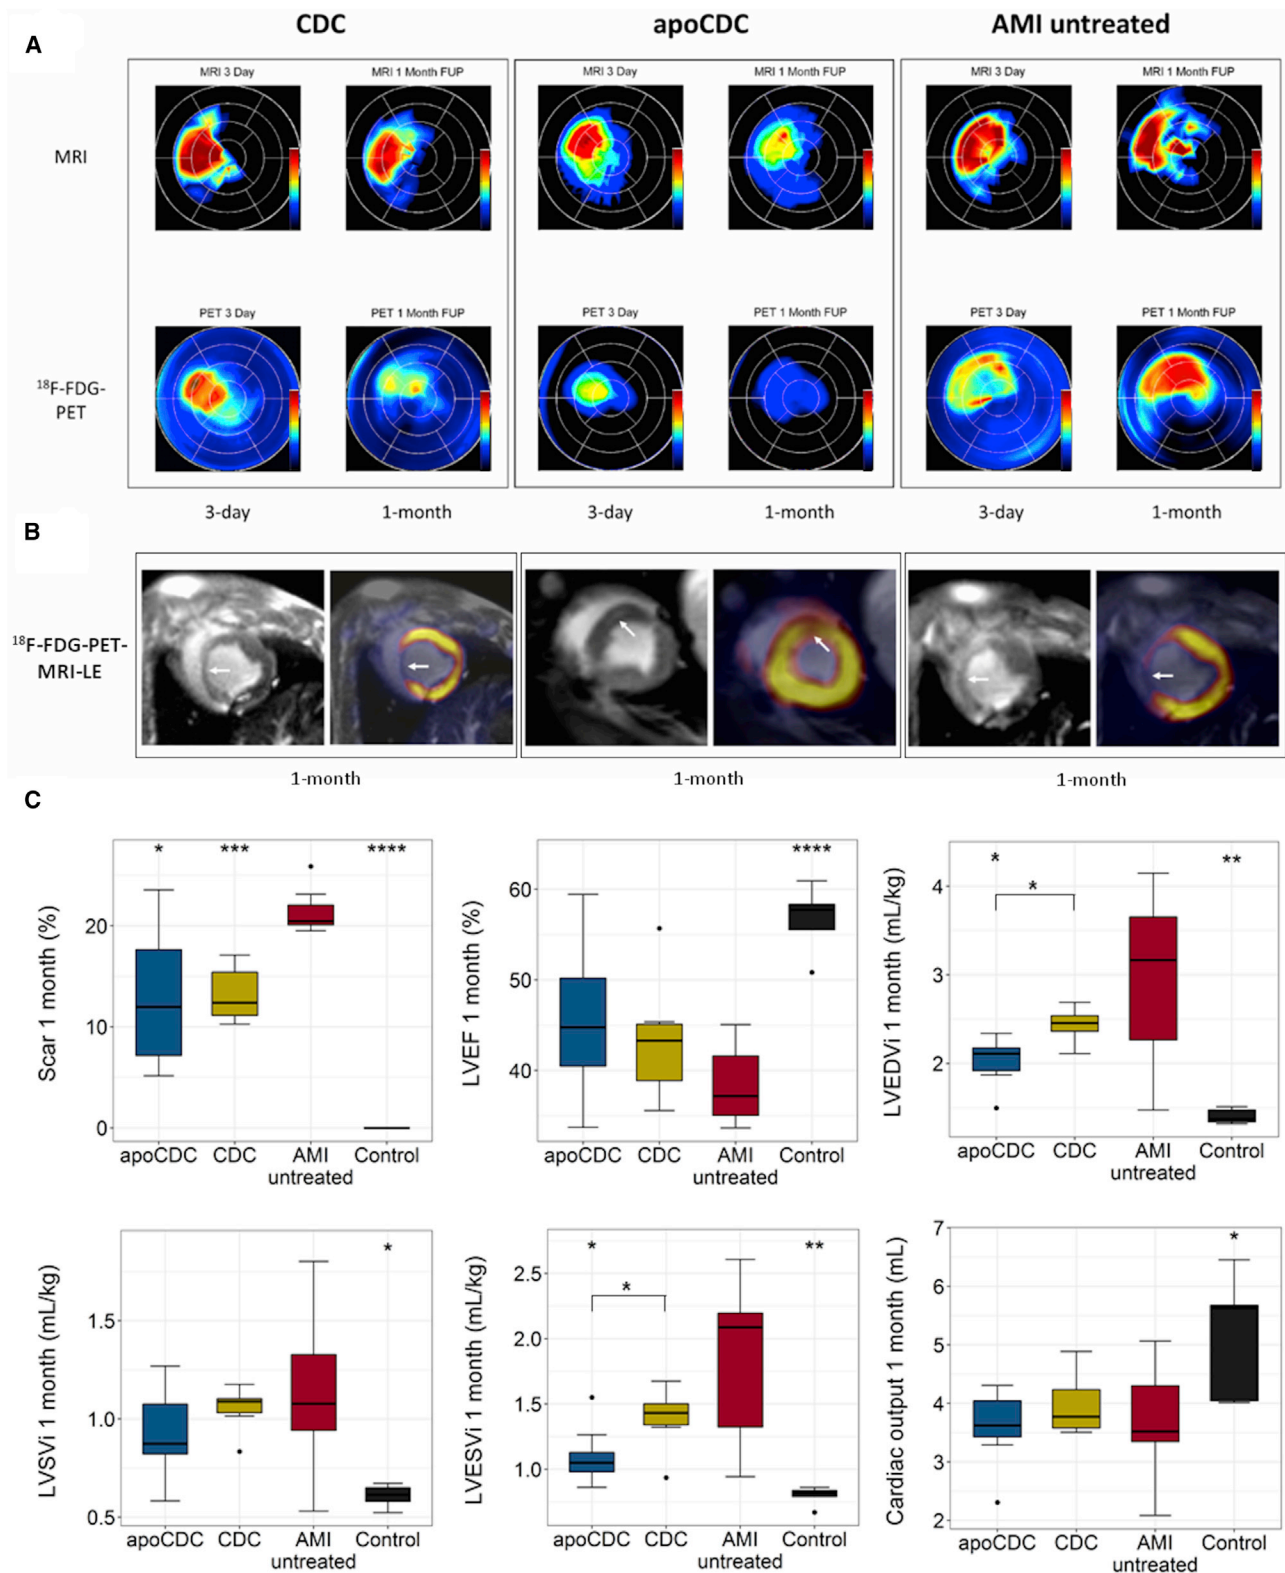 CDC apoCDC AMI untreated
A
MRI 3 Day MRI 1 Month FUP MRI 3 Day MRI 1 Month FUP MRI 3 Day MRI 1 Month FUP
MRI
PET 3 Day PET 1 Month FUP PET 3 Day PET 1 Month FUP PET 3 Day PET 1 Month FUP
18F-FDG-
PET
3-day 1-month 3-day 1-month 3-day 1-month
B
18F-FDG-PET-
MRI-LE
1-month 1-month 1-month
C
Scar 1 month (%)
20
10
0
* *** ****
apoCDC CDC AMI Control
untreated
LVEF 1 month (%)
60
50
40
****
apoCDC CDC AMI Control
untreated
LVEDVi 1 month (mL/kg)
4
3
2
* * **
apoCDC CDC AMI Control
untreated
LVSVi 1 month (mL/kg)
1.5
1.0
0.5
*
apoCDC CDC AMI Control
untreated
LVESVi 1 month (mL/kg)
2.5
2.0
1.5
1.0
* * **
apoCDC CDC AMI Control
untreated
Cardiac output 1 month (mL)
7
6
5
4
3
2
*
apoCDC CDC AMI Control
untreated